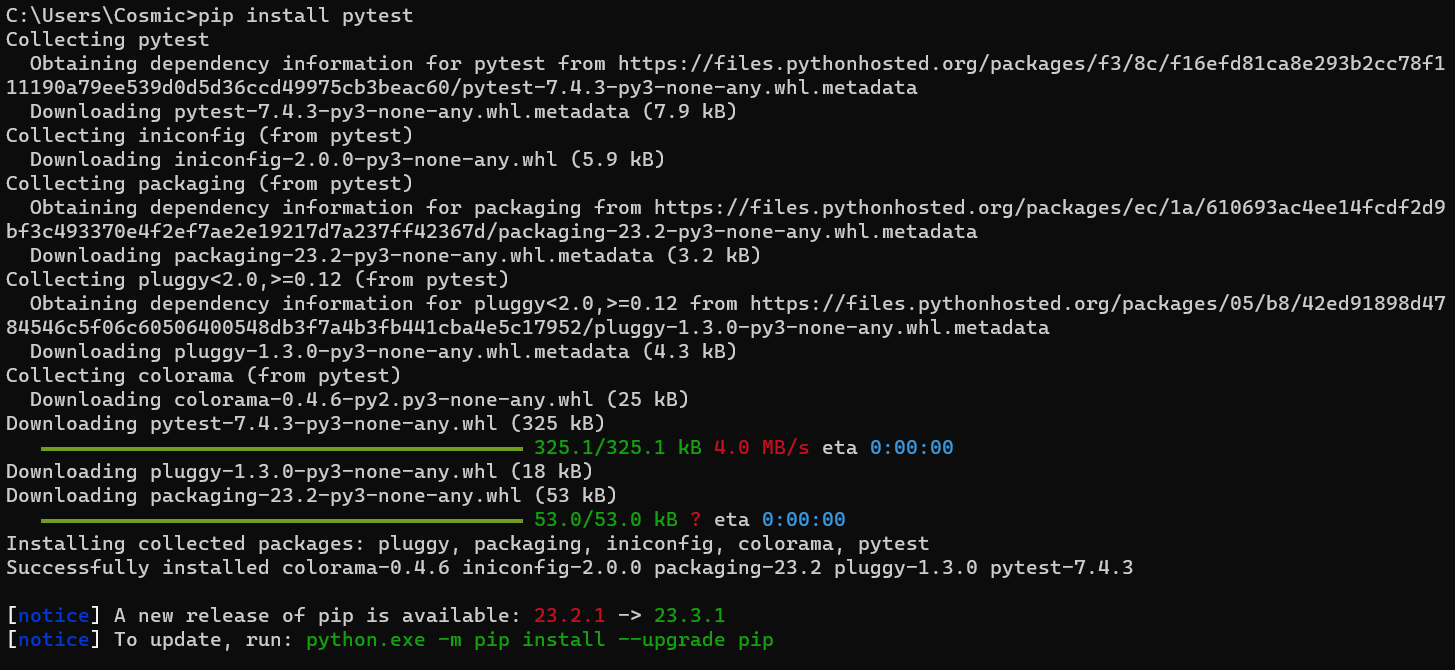 C:\Users\Cosmic>pip install pytest
Collecting pytest
  Obtaining dependency information for pytest from https://files.pythonhosted.org/packages/f3/8c/f16efd81ca8e293b2cc78f1
11190a79ee539d0d5d36ccd49975cb3beac60/pytest-7.4.3-py3-none-any.whl.metadata
  Downloading pytest-7.4.3-py3-none-any.whl.metadata (7.9 kB)
Collecting iniconfig (from pytest)
  Downloading iniconfig-2.0.0-py3-none-any.whl (5.9 kB)
Collecting packaging (from pytest)
  Obtaining dependency information for packaging from https://files.pythonhosted.org/packages/ec/1a/610693ac4ee14fcdf2d9
bf3c493370e4f2ef7ae2e19217d7a237ff42367d/packaging-23.2-py3-none-any.whl.metadata
  Downloading packaging-23.2-py3-none-any.whl.metadata (3.2 kB)
Collecting pluggy<2.0,>=0.12 (from pytest)
  Obtaining dependency information for pluggy<2.0,>=0.12 from https://files.pythonhosted.org/packages/05/b8/42ed91898d47
84546c5f06c60506400548db3f7a4b3fb441cba4e5c17952/pluggy-1.3.0-py3-none-any.whl.metadata
  Downloading pluggy-1.3.0-py3-none-any.whl.metadata (4.3 kB)
Collecting colorama (from pytest)
  Downloading colorama-0.4.6-py2.py3-none-any.whl (25 kB)
Downloading pytest-7.4.3-py3-none-any.whl (325 kB)
325.1/325.1 kB 4.0 MB/s eta 0:00:00
Downloading pluggy-1.3.0-py3-none-any.whl (18 kB)
Downloading packaging-23.2-py3-none-any.whl (53 kB)
53.0/53.0 kB ? eta 0:00:00
Installing collected packages: pluggy, packaging, iniconfig, colorama, pytest
Successfully installed colorama-0.4.6 iniconfig-2.0.0 packaging-23.2 pluggy-1.3.0 pytest-7.4.3
[notice] A new release of pip is available: 23.2.1 -> 23.3.1
[notice] To update, run: python.exe -m pip install --upgrade pip